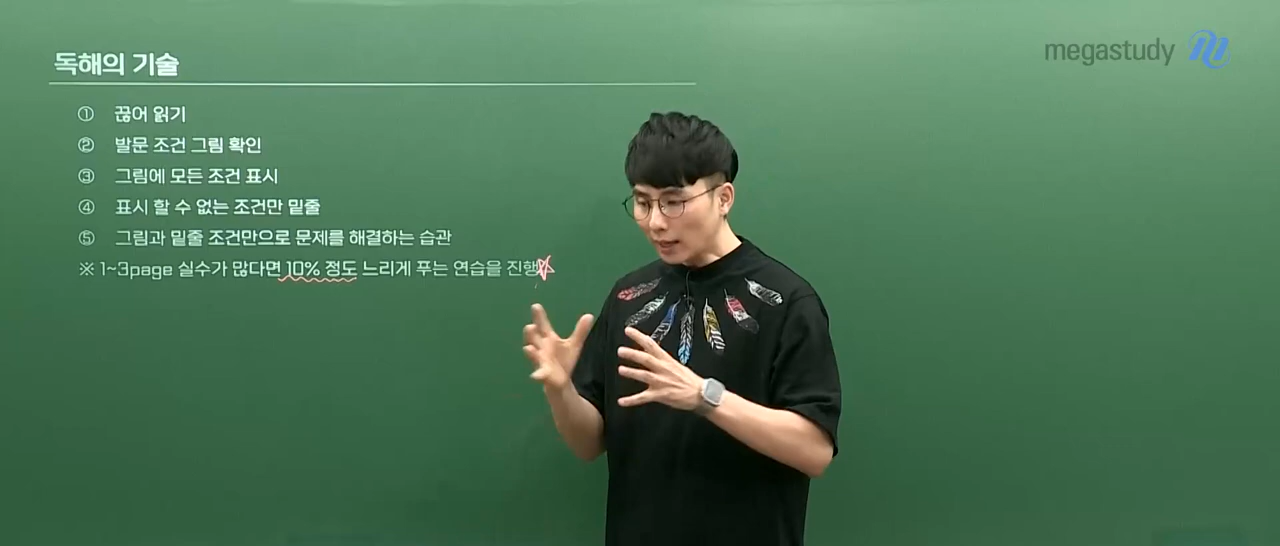 megastudy
독해의 기술
① 끊어 읽기
② 발문 조건 그림 확인
③ 그림에 모든 조건 표시
④ 표시 할 수 없는 조건만 밑줄
⑤ 그림과 밑줄 조건만으로 문제를 해결하는 습관
※ 1~3page 실수가 많다면 10% 정도 느리게 푸는 연습을 진행